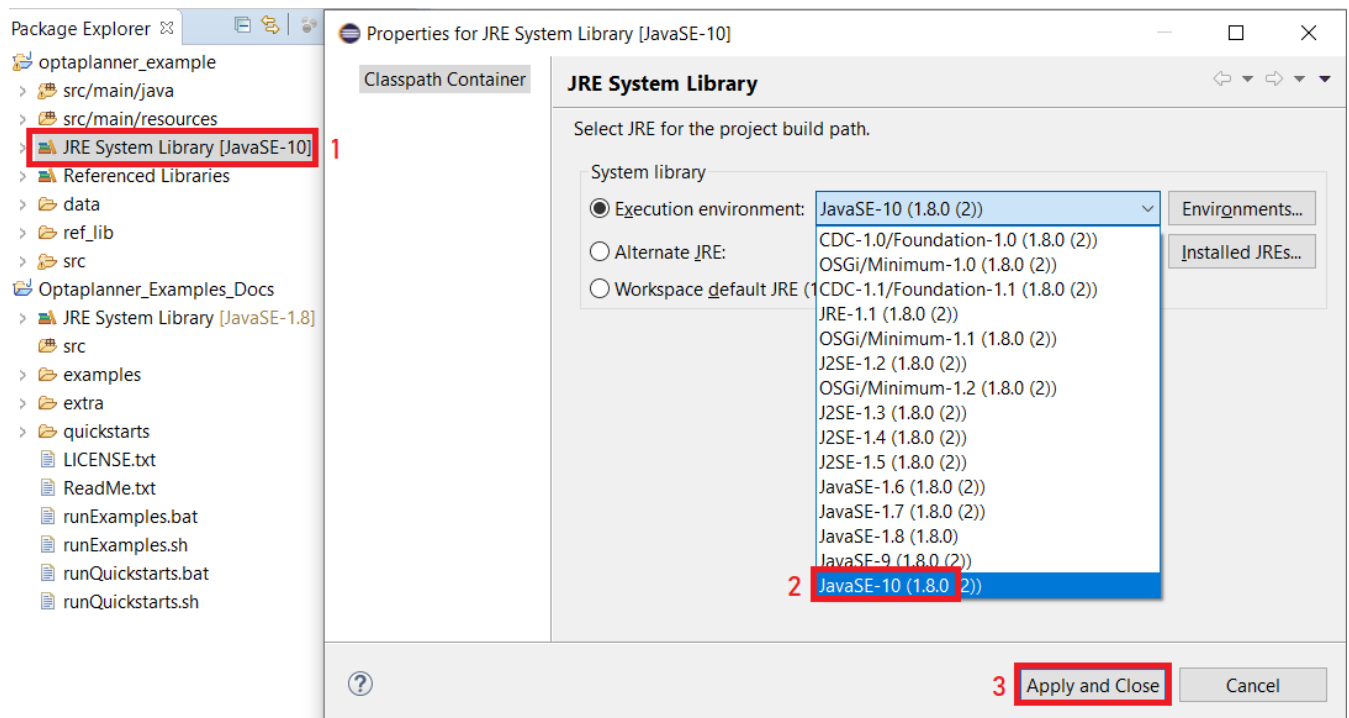 Package Explorer
optaplanner_example
src/main/java
src/main/resources
JRE System Library [JavaSE-10]
1
Referenced Libraries
data
ref_lib
src
Optaplanner_Examples_Docs
JRE System Library [JavaSE-1.8]
src
examples
extra
quickstarts
LICENSE.txt
ReadMe.txt
runExamples.bat
runExamples.sh
runQuickstarts.bat
runQuickstarts.sh
Properties for JRE System Library [JavaSE-10]
Classpath Container
JRE System Library
Select JRE for the project build path.
System library
Execution environment: JavaSE-10 (1.8.0 (2)) Environments...
Alternate JRE: Installed JREs...
Workspace default JRE (1
CDC-1.0/Foundation-1.0 (1.8.0 (2))
OSGi/Minimum-1.0 (1.8.0 (2))
CDC-1.1/Foundation-1.1 (1.8.0 (2))
JRE-1.1 (1.8.0 (2))
OSGi/Minimum-1.1 (1.8.0 (2))
J2SE-1.2 (1.8.0 (2))
OSGi/Minimum-1.2 (1.8.0 (2))
J2SE-1.3 (1.8.0 (2))
J2SE-1.4 (1.8.0 (2))
J2SE-1.5 (1.8.0 (2))
JavaSE-1.6 (1.8.0 (2))
JavaSE-1.7 (1.8.0 (2))
JavaSE-1.8 (1.8.0)
JavaSE-9 (1.8.0 (2))
2 JavaSE-10 (1.8.0 (2))
3 Apply and Close Cancel